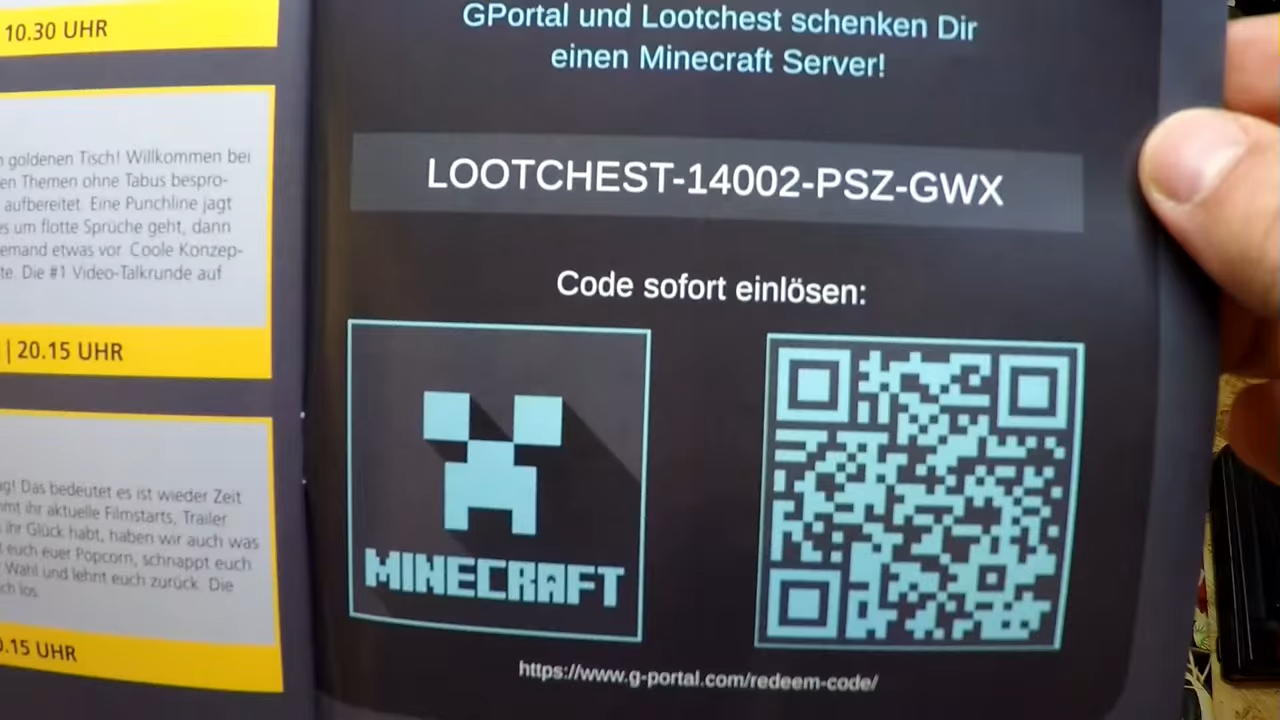 10.30 UHR
goldenen Tisch! Willkommen bei
en Themen ohne Tabus bespro-
aufbereitet. Eine Punchline jagt
es um flotte Sprüche geht, dann
emand etwas vor. Coole Konzep-
te. Die #1 Video-Talkrunde auf
| 20.15 UHR
g! Das bedeutet es ist wieder Zeit
mt ihr aktuelle Filmstarts, Trailer
ihr Glück habt, haben wir auch was
euch euer Popcorn, schnappt euch
Wahl und lehnt euch zurück. Die
ch los.
0.15 UHR
GPortal und Lootchest schenken Dir
einen Minecraft Server!
LOOTCHEST-14002-PSZ-GWX
Code sofort einlösen:
MINECRAFT
https://www.g-portal.com/redeem-code/